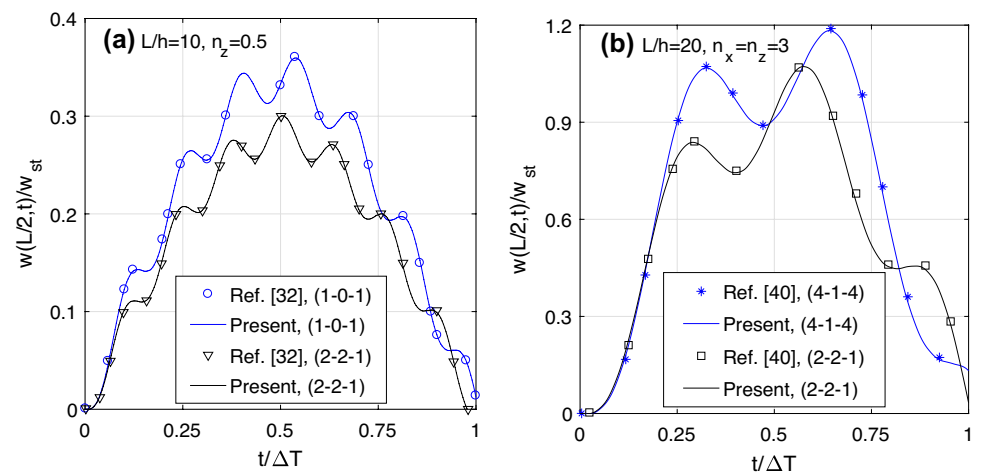 (a) L/h=10, n_z=0.5
0.4
0.3
0.2
0.1
0
w(L/2,t)/w_st
Ref. [32], (1-0-1)
Present, (1-0-1)
Ref. [32], (2-2-1)
Present, (2-2-1)
0 0.25 0.5 0.75 1
t/ΔT
(b) L/h=20, n_x=n_z=3
1.2
0.9
0.6
0.3
0
w(L/2,t)/w_st
Ref. [40], (4-1-4)
Present, (4-1-4)
Ref. [40], (2-2-1)
Present, (2-2-1)
0 0.25 0.5 0.75 1
t/ΔT